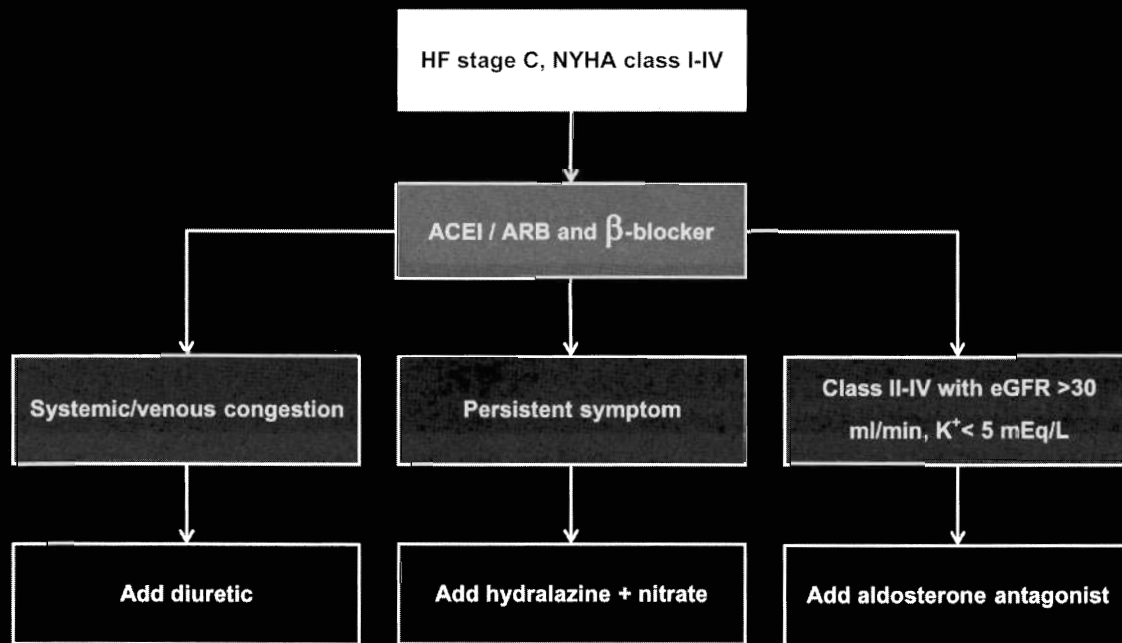 HF stage C, NYHA class I-IV
ACEI / ARB and β-blocker
Systemic/venous congestion
Persistent symptom
Class II-IV with eGFR >30
ml/min, K⁺< 5 mEq/L
Add diuretic
Add hydralazine + nitrate
Add aldosterone antagonist